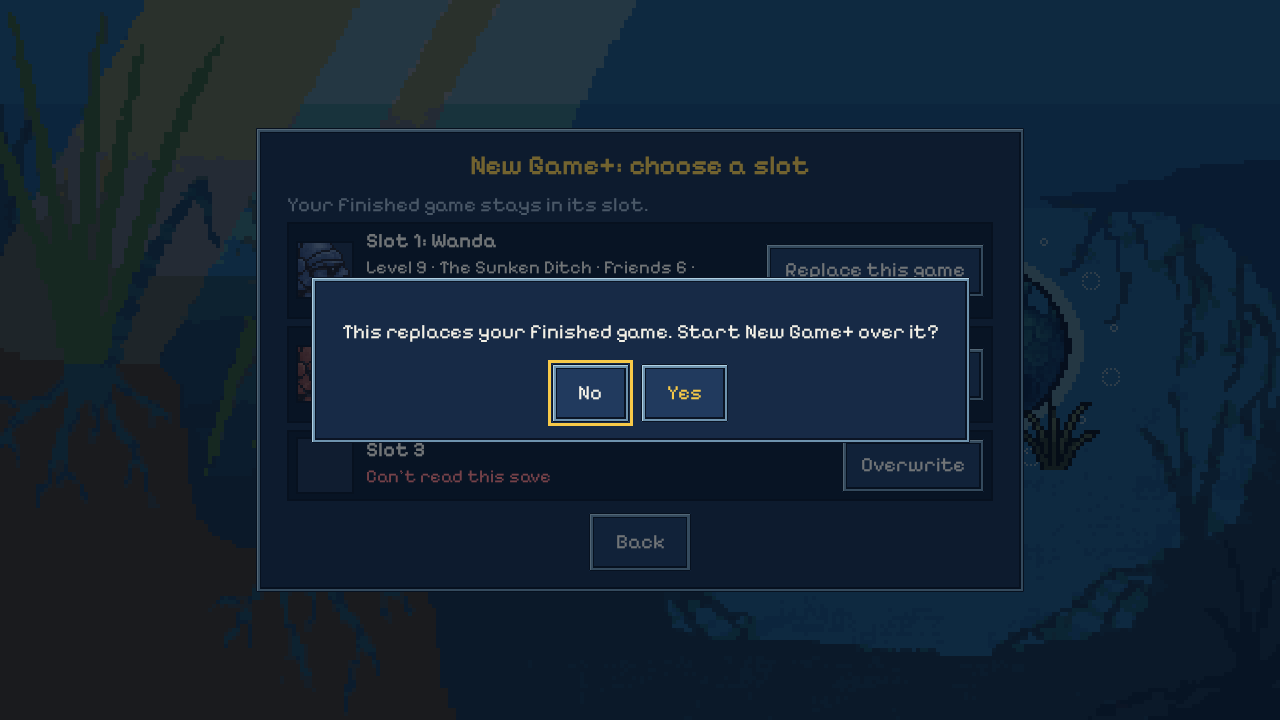 New Game+: choose a slot
Your finished game stays in its slot.
Slot 1: Wanda
Level 9 · The Sunken Ditch · Friends 6 ·
Replace this game
This replaces your finished game. Start New Game+ over it?
No
Yes
Slot 3
Can't read this save
Overwrite
Back